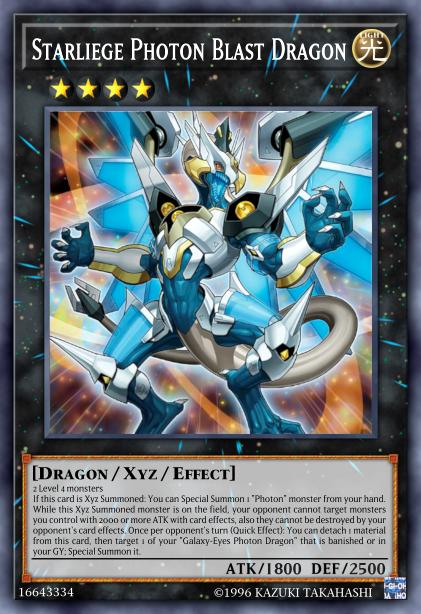 STARLIEGE PHOTON BLAST DRAGON
LIGHT
光
[DRAGON / XYZ / EFFECT]
2 Level 4 monsters
If this card is Xyz Summoned: You can Special Summon 1 "Photon" monster from your hand.
While this Xyz Summoned monster is on the field, your opponent cannot target monsters
you control with 2000 or more ATK with card effects, also they cannot be destroyed by your
opponent's card effects. Once per opponent's turn (Quick Effect): You can detach 1 material
from this card, then target 1 of your "Galaxy-Eyes Photon Dragon" that is banished or in
your GY; Special Summon it.
ATK/1800 DEF/2500
16643334 ©1996 KAZUKI TAKAHASHI